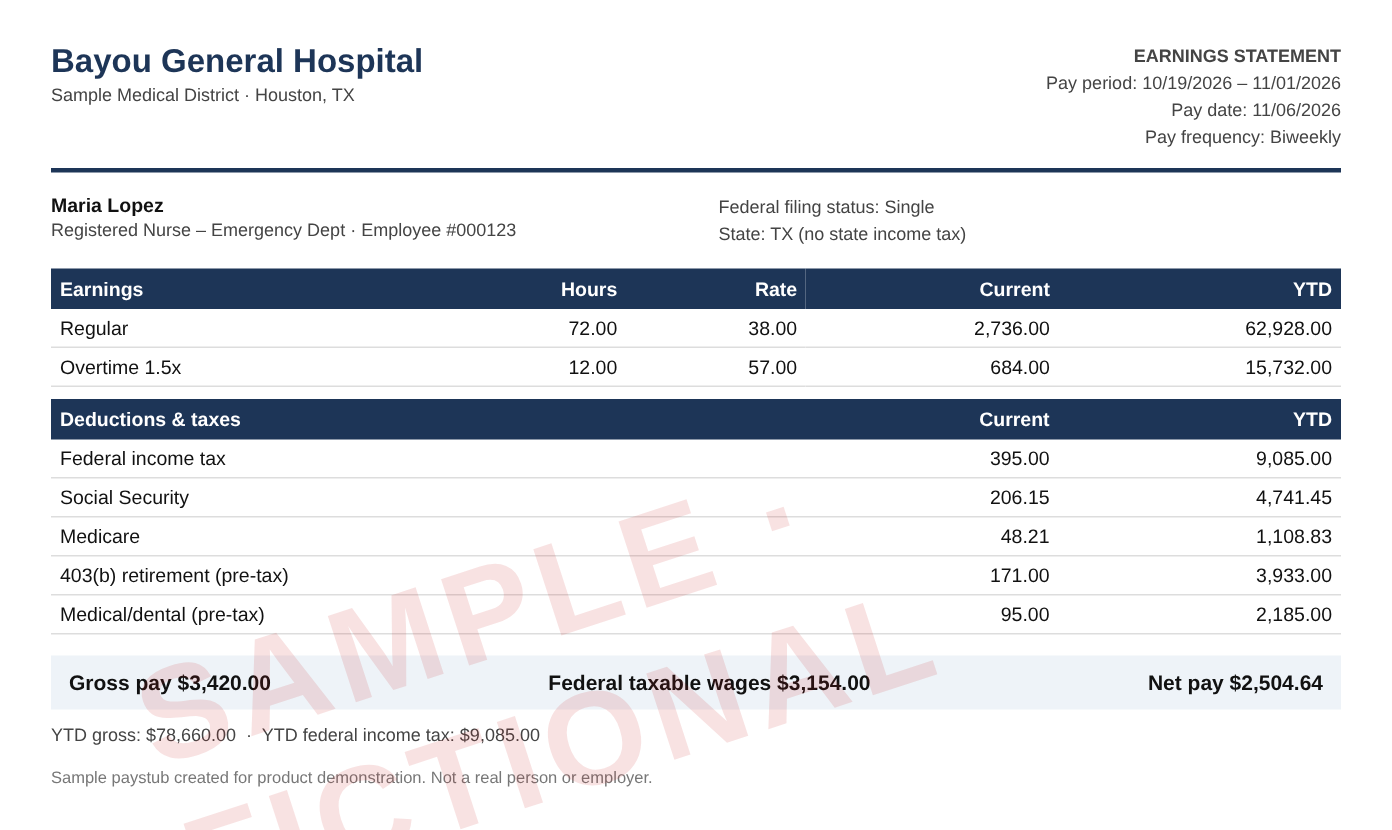 Bayou General Hospital
Sample Medical District · Houston, TX
EARNINGS STATEMENT
Pay period: 10/19/2026 – 11/01/2026
Pay date: 11/06/2026
Pay frequency: Biweekly
Maria Lopez
Registered Nurse – Emergency Dept · Employee #000123
Federal filing status: Single
State: TX (no state income tax)
Earnings Hours Rate Current YTD
Regular 72.00 38.00 2,736.00 62,928.00
Overtime 1.5x 12.00 57.00 684.00 15,732.00
Deductions & taxes Current YTD
Federal income tax 395.00 9,085.00
Social Security 206.15 4,741.45
Medicare 48.21 1,108.83
403(b) retirement (pre-tax) 171.00 3,933.00
Medical/dental (pre-tax) 95.00 2,185.00
Gross pay $3,420.00 Federal taxable wages $3,154.00 Net pay $2,504.64
YTD gross: $78,660.00 · YTD federal income tax: $9,085.00
Sample paystub created for product demonstration. Not a real person or employer.
SAMPLE ·
FICTIONAL